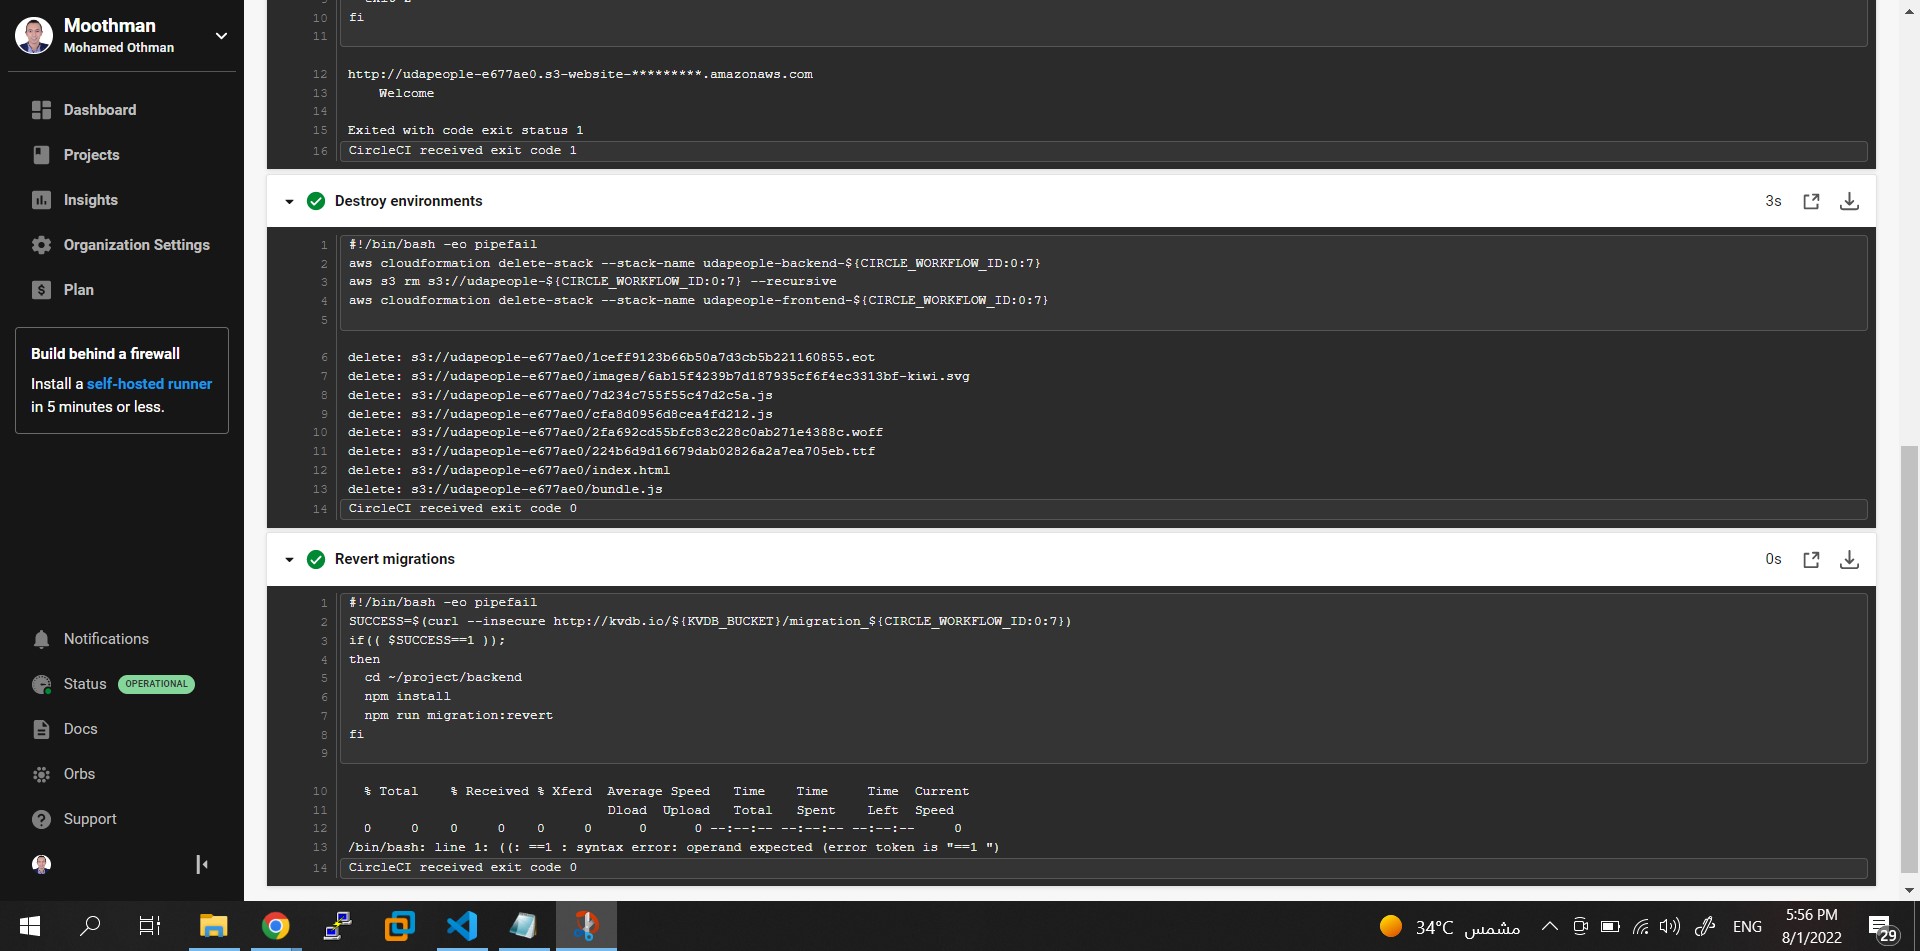 Moothman
Mohamed Othman
Dashboard
Projects
Insights
Organization Settings
Plan
Build behind a firewall
Install a self-hosted runner
in 5 minutes or less.
Notifications
Status OPERATIONAL
Docs
Orbs
Support
10 fi
11
12 http://udapeople-e677ae0.s3-website-*********.amazonaws.com
13 Welcome
14
15 Exited with code exit status 1
16 CircleCI received exit code 1
Destroy environments 3s
1 #!/bin/bash -eo pipefail
2 aws cloudformation delete-stack --stack-name udapeople-backend-${CIRCLE_WORKFLOW_ID:0:7}
3 aws s3 rm s3://udapeople-${CIRCLE_WORKFLOW_ID:0:7} --recursive
4 aws cloudformation delete-stack --stack-name udapeople-frontend-${CIRCLE_WORKFLOW_ID:0:7}
5
6 delete: s3://udapeople-e677ae0/1ceff9123b66b50a7d3cb5b221160855.eot
7 delete: s3://udapeople-e677ae0/images/6ab15f4239b7d187935cf6f4ec3313bf-kiwi.svg
8 delete: s3://udapeople-e677ae0/7d234c755f55c47d2c5a.js
9 delete: s3://udapeople-e677ae0/cfa8d0956d8cea4fd212.js
10 delete: s3://udapeople-e677ae0/2fa692cd55bfc83c228c0ab271e4388c.woff
11 delete: s3://udapeople-e677ae0/224b6d9d16679dab02826a2a7ea705eb.ttf
12 delete: s3://udapeople-e677ae0/index.html
13 delete: s3://udapeople-e677ae0/bundle.js
14 CircleCI received exit code 0
Revert migrations 0s
1 #!/bin/bash -eo pipefail
2 SUCCESS=$(curl --insecure http://kvdb.io/${KVDB_BUCKET}/migration_${CIRCLE_WORKFLOW_ID:0:7})
3 if(( $SUCCESS==1 ));
4 then
5 cd ~/project/backend
6 npm install
7 npm run migration:revert
8 fi
9
10 % Total % Received % Xferd Average Speed Time Time Time Current
11 Dload Upload Total Spent Left Speed
12 0 0 0 0 0 0 0 0 --:--:-- --:--:-- --:--:-- 0
13 /bin/bash: line 1: ((: ==1 : syntax error: operand expected (error token is "==1 ")
14 CircleCI received exit code 0
34°C مشمس ENG 5:56 PM
8/1/2022 29